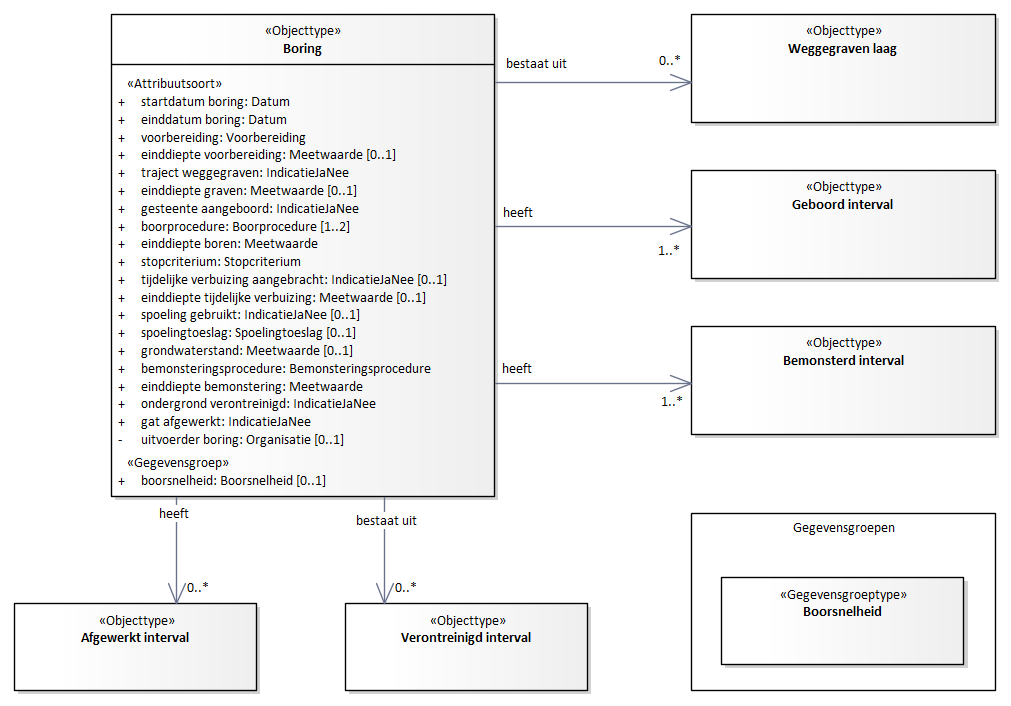 «Objecttype»
Boring
«Attribuutsoort»
+ startdatum boring: Datum
+ einddatum boring: Datum
+ voorbereiding: Voorbereiding
+ einddiepte voorbereiding: Meetwaarde [0..1]
+ traject weggegraven: IndicatieJaNee
+ einddiepte graven: Meetwaarde [0..1]
+ gesteente aangeboord: IndicatieJaNee
+ boorprocedure: Boorprocedure [1..2]
+ einddiepte boren: Meetwaarde
+ stopcriterium: Stopcriterium
+ tijdelijke verbuizing aangebracht: IndicatieJaNee [0..1]
+ einddiepte tijdelijke verbuizing: Meetwaarde [0..1]
+ spoeling gebruikt: IndicatieJaNee [0..1]
+ spoelingtoeslag: Spoelingtoeslag [0..1]
+ grondwaterstand: Meetwaarde [0..1]
+ bemonsteringsprocedure: Bemonsteringsprocedure
+ einddiepte bemonstering: Meetwaarde
+ ondergrond verontreinigd: IndicatieJaNee
+ gat afgewerkt: IndicatieJaNee
- uitvoerder boring: Organisatie [0..1]
«Gegevensgroep»
+ boorsnelheid: Boorsnelheid [0..1]
bestaat uit
0..*
«Objecttype»
Weggegraven laag
heeft
1..*
«Objecttype»
Geboord interval
heeft
1..*
«Objecttype»
Bemonsterd interval
heeft
0..*
«Objecttype»
Afgewerkt interval
bestaat uit
0..*
«Objecttype»
Verontreinigd interval
Gegevensgroepen
«Gegevensgroeptype»
Boorsnelheid